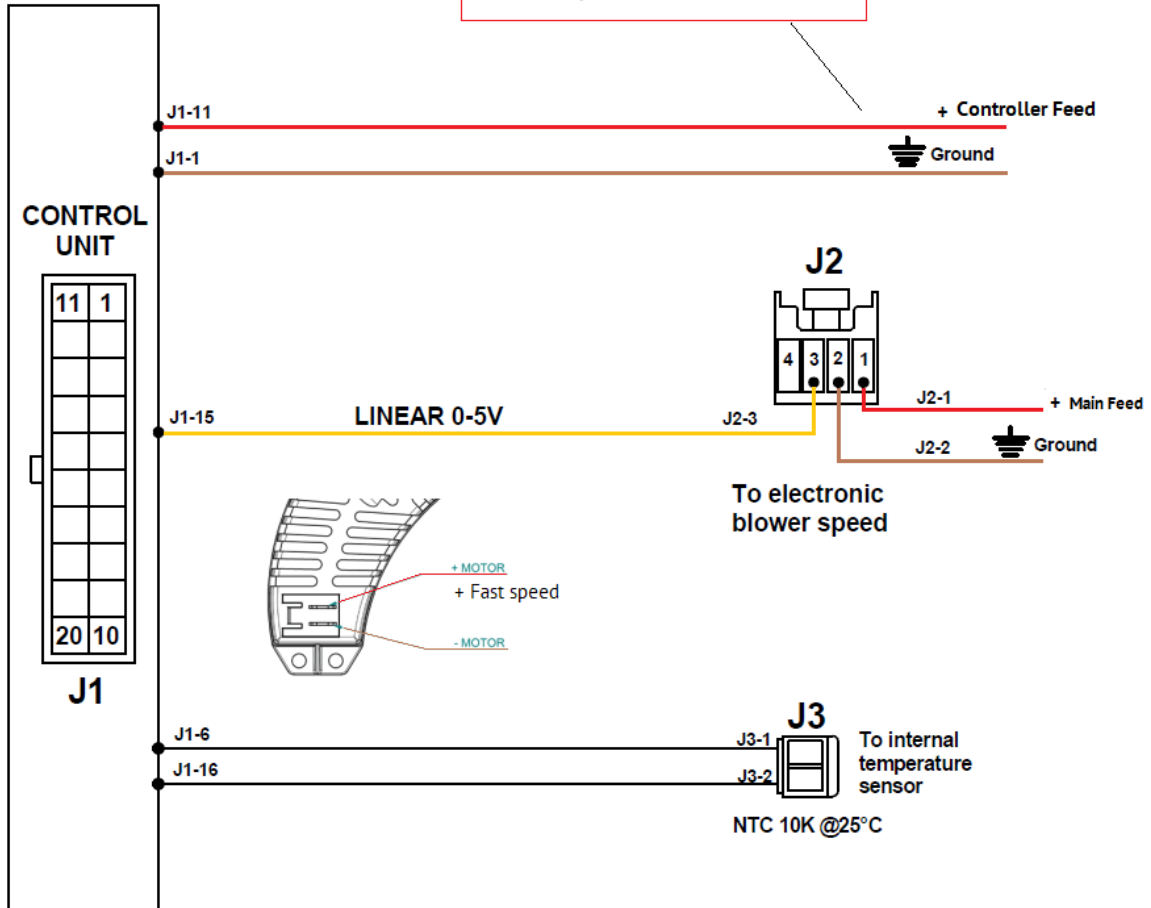 J1-11
+ Controller Feed
J1-1
Ground
CONTROL
UNIT
J2
11 1
4 3 2 1
J1-15
LINEAR 0-5V
J2-3
J2-1
+ Main Feed
J2-2
Ground
To electronic
blower speed
+ MOTOR
+ Fast speed
- MOTOR
20 10
J1
J1-6
J1-16
J3
J3-1
J3-2
To internal
temperature
sensor
NTC 10K @25°C